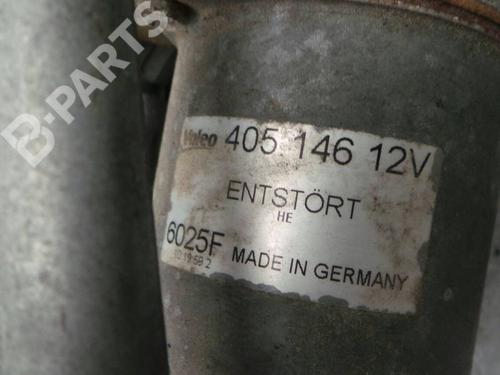 B-PARTS
Valeo 405 146 12V
ENTSTÖRT
HE
6025F MADE IN GERMANY